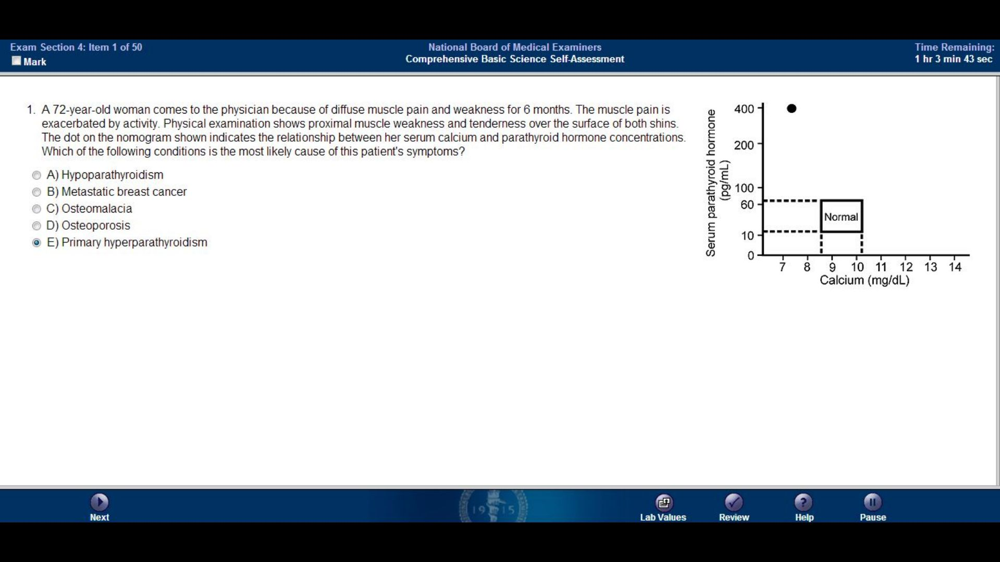 Exam Section 4: Item 1 of 50
National Board of Medical Examiners
Time Remaining:
Mark
Comprehensive Basic Science Self-Assessment
1 hr 3 min 43 sec
1. A 72-year-old woman comes to the physician because of diffuse muscle pain and weakness for 6 months. The muscle pain is
exacerbated by activity. Physical examination shows proximal muscle weakness and tenderness over the surface of both shins.
The dot on the nomogram shown indicates the relationship between her serum calcium and parathyroid hormone concentrations.
Which of the following conditions is the most likely cause of this patient's symptoms?
A) Hypoparathyroidism
B) Metastatic breast cancer
C) Osteomalacia
D) Osteoporosis
E) Primary hyperparathyroidism
Serum parathyroid hormone
(pg/mL)
400
200
100
60
10
0
Normal
7 8 9 10 11 12 13 14
Calcium (mg/dL)
1915
Next
Lab Values
Review
Help
Pause